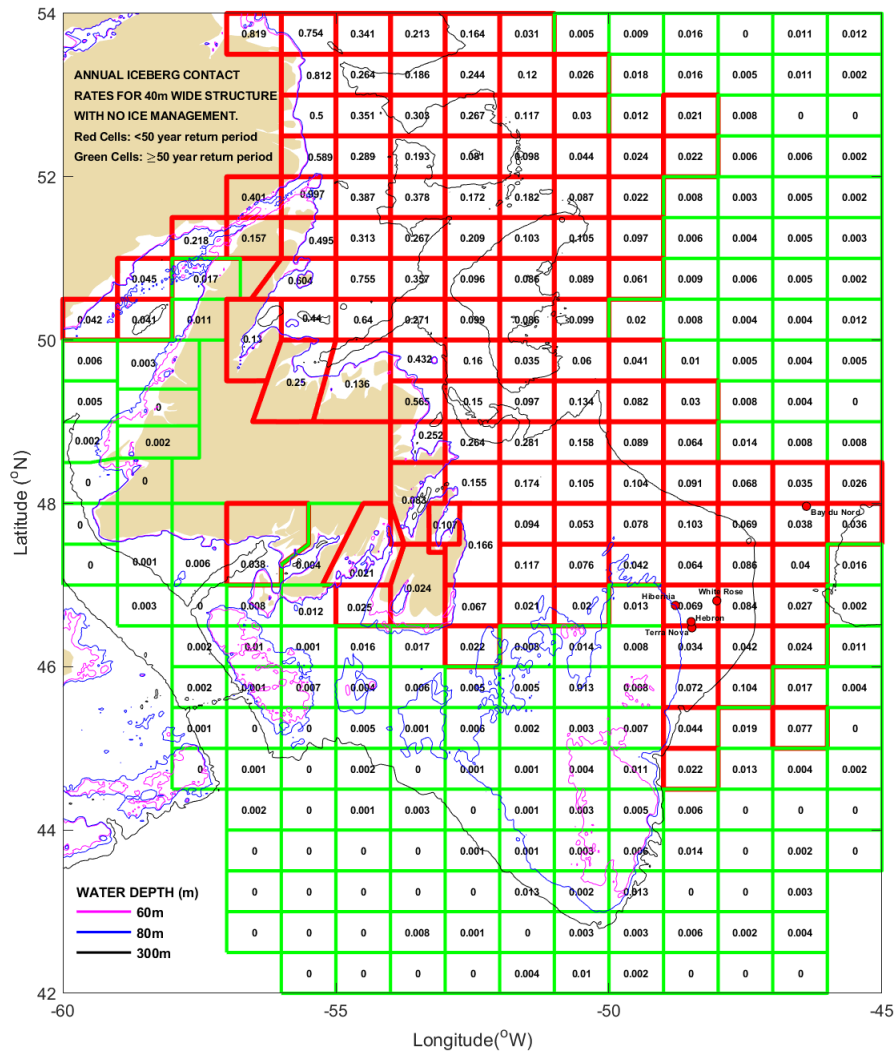 54
0.819 0.754 0.341 0.213 0.164 0.031 0.005 0.009 0.016 0 0.011 0.012
ANNUAL ICEBERG CONTACT
RATES FOR 40m WIDE STRUCTURE
WITH NO ICE MANAGEMENT.
Red Cells: <50 year return period
Green Cells: ≥50 year return period
0.812 0.264 0.186 0.244 0.12 0.026 0.018 0.016 0.005 0.011 0.002
0.5 0.351 0.303 0.267 0.117 0.03 0.012 0.021 0.008 0 0
0.589 0.289 0.193 0.081 0.098 0.044 0.024 0.022 0.006 0.006 0.002
52
0.401 0.997 0.387 0.378 0.172 0.182 0.087 0.022 0.008 0.003 0.005 0.002
0.218 0.157 0.495 0.313 0.267 0.209 0.103 0.105 0.097 0.006 0.004 0.005 0.003
0.045 0.017 0.604 0.755 0.357 0.096 0.086 0.089 0.061 0.009 0.006 0.005 0.002
0.042 0.041 0.011 0.13 0.44 0.64 0.271 0.099 0.086 0.099 0.02 0.008 0.004 0.004 0.012
50
0.006 0.003 0.25 0.136 0.432 0.16 0.035 0.06 0.041 0.01 0.005 0.004 0.005
0.005 0 0.565 0.15 0.097 0.134 0.082 0.03 0.008 0.004 0
0.002 0.002 0.252 0.264 0.281 0.158 0.089 0.064 0.014 0.008 0.008
0 0 0.083 0.155 0.174 0.105 0.104 0.091 0.068 0.035 0.026
48
Bay du Nord
0 0.107 0.094 0.053 0.078 0.103 0.069 0.038 0.036
0 0.001 0.006 0.038 0.004 0.021 0.024 0.166 0.117 0.076 0.042 0.064 0.086 0.04 0.016
White Rose
Hibernia
0.003 0 0.008 0.012 0.025 0.067 0.021 0.02 0.013 0.069 0.084 0.027 0.002
Hebron
Terra Nova
46
0.002 0.01 0.001 0.016 0.017 0.022 0.008 0.014 0.008 0.034 0.042 0.024 0.011
0.002 0.001 0.007 0.004 0.006 0.005 0.005 0.013 0.008 0.072 0.104 0.017 0.004
0.001 0 0 0.005 0.001 0.006 0.002 0.003 0.007 0.044 0.019 0.077 0
0 0.001 0 0.002 0 0.001 0.001 0.004 0.011 0.022 0.013 0.004 0.002
44
0.002 0 0.001 0.003 0 0.001 0.003 0.005 0.006 0 0 0
0 0 0 0 0.001 0.001 0.003 0.006 0.014 0 0.002 0
0 0 0 0 0 0.013 0.002 0.013 0 0 0.003
0 0 0.008 0.001 0 0.003 0.003 0.006 0.002 0.004
0 0 0 0 0.004 0.01 0.002 0 0 0
WATER DEPTH (m)
60m
80m
300m
42
-60 -55 -50 -45
Longitude(°W)
Latitude (°N)